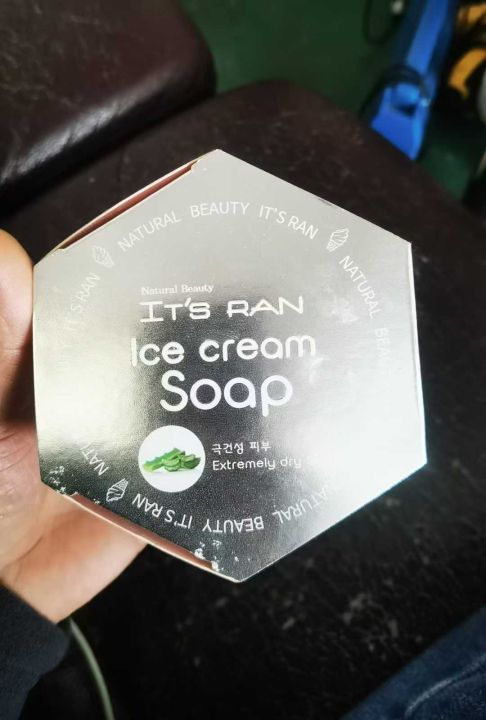 NATURAL BEAUTY IT'S RAN
NATURAL
IT'S RAN
Natural Beauty
IT'S RAN
Ice cream
Soap
극건성 피부
Extremely dry
NATURAL BEAUTY IT'S RAN